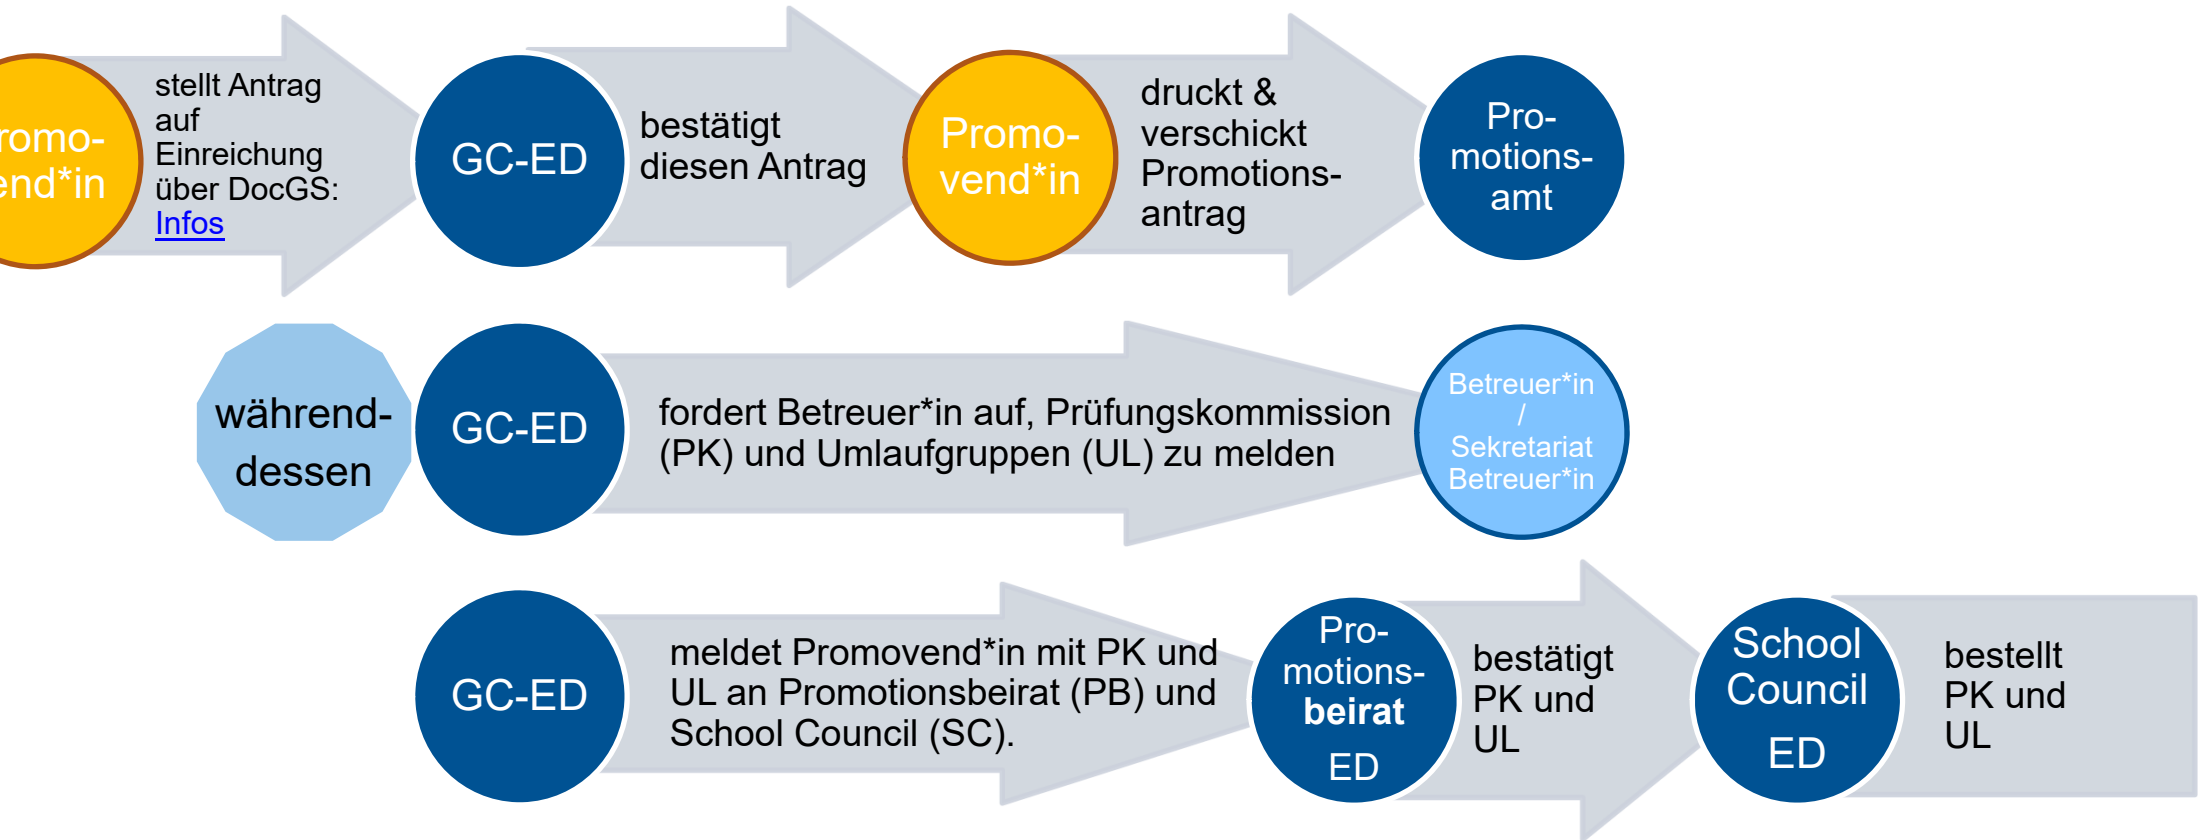 romo-
end*in
stellt Antrag
auf
Einreichung
über DocGS:
Infos
GC-ED
bestätigt
diesen Antrag
Promo-
vend*in
druckt &
verschickt
Promotions-
antrag
Pro-
motions-
amt
während-
dessen
GC-ED
fordert Betreuer*in auf, Prüfungskommission
(PK) und Umlaufgruppen (UL) zu melden
Betreuer*in
/
Sekretariat
Betreuer*in
GC-ED
meldet Promovend*in mit PK und
UL an Promotionsbeirat (PB) und
School Council (SC).
Pro-
motions-
beirat
ED
bestätigt
PK und
UL
School
Council
ED
bestellt
PK und
UL